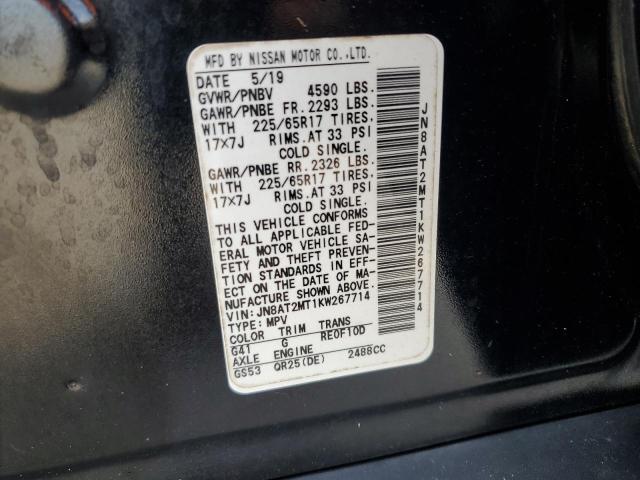 MFD BY NISSAN MOTOR CO.,LTD.
DATE 5/19
GVWR/PNBV 4590 LBS.
GAWR/PNBE FR. 2293 LBS.
WITH 225/65R17 TIRES.
17×7J RIMS. AT 33 PSI
COLD SINGLE.
GAWR/PNBE RR. 2326 LBS.
WITH 225/65R17 TIRES.
17×7J RIMS. AT 33 PSI
COLD SINGLE.
THIS VEHICLE CONFORMS
TO ALL APPLICABLE FED-
ERAL MOTOR VEHICLE SA-
FETY AND THEFT PREVEN-
TION STANDARDS IN EFF-
ECT ON THE DATE OF MA-
NUFACTURE SHOWN ABOVE.
VIN: JN8AT2MT1KW267714
TYPE: MPV
COLOR TRIM TRANS
G41 G RE0F10D
AXLE ENGINE
GS53 QR25(DE) 2488CC
JN8AT2MT1KW267714